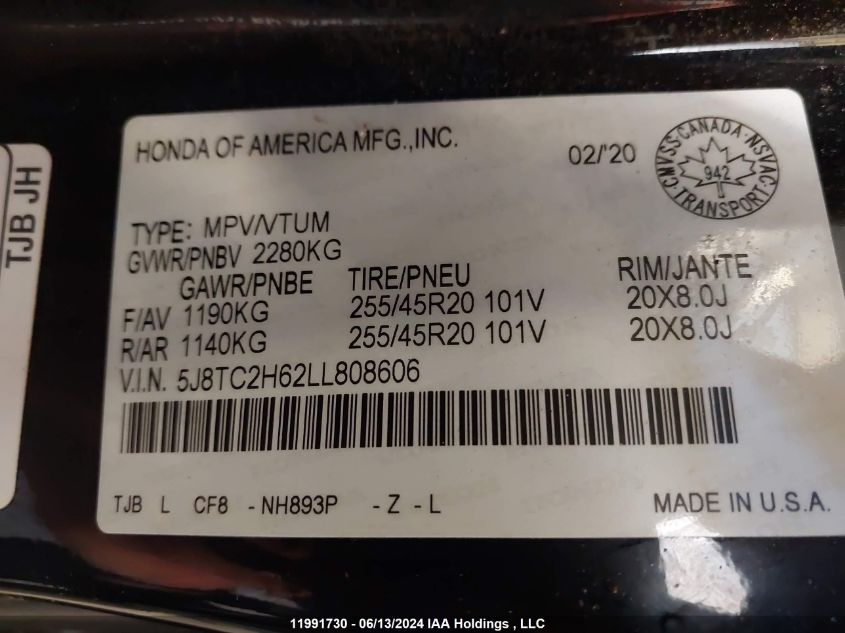 HONDA OF AMERICA MFG.,INC.
02/'20
CMVSS·CANADA·NSVAC
942
·TRANSPORT·
TJB JH
TYPE: MPV/VTUM
GVWR/PNBV 2280KG
GAWR/PNBE TIRE/PNEU RIM/JANTE
F/AV 1190KG 255/45R20 101V 20X8.0J
R/AR 1140KG 255/45R20 101V 20X8.0J
V.I.N. 5J8TC2H62LL808606
TJB L CF8 - NH893P - Z - L MADE IN U.S.A.
11991730 - 06/13/2024 IAA Holdings , LLC